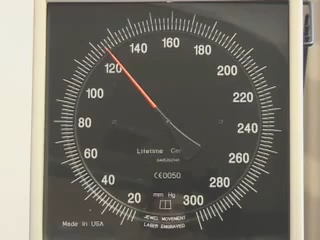 160
140 180
120 200
100 220
80 240
60 260
40 280
20 300
Lifetime
CE0050
mm Hg
Made in USA
JEWEL MOVEMENT
LASER ENGRAVED